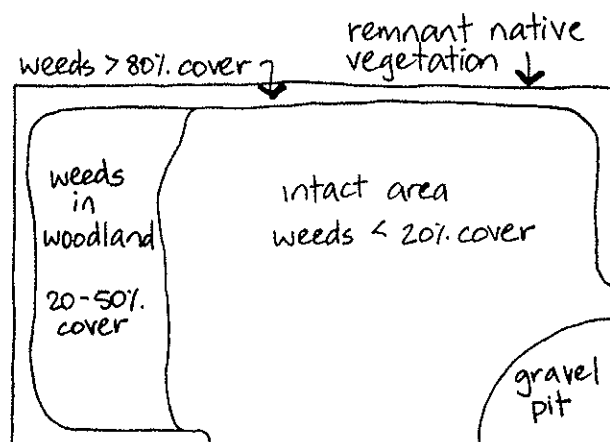 remnant native
vegetation
weeds > 80% cover
weeds
in
woodland
20-50%
cover
intact area
weeds < 20% cover
gravel
pit